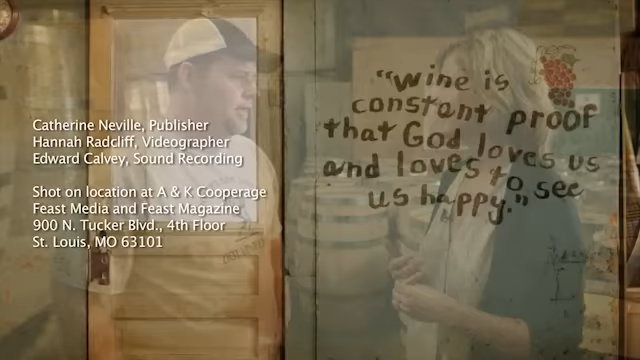 Catherine Neville, Publisher
Hannah Radcliff, Videographer
Edward Calvey, Sound Recording
Shot on location at A & K Cooperage
Feast Media and Feast Magazine
900 N. Tucker Blvd., 4th Floor
St. Louis, MO 63101
"wine is
constant proof
that God loves us
and loves to see
us happy."